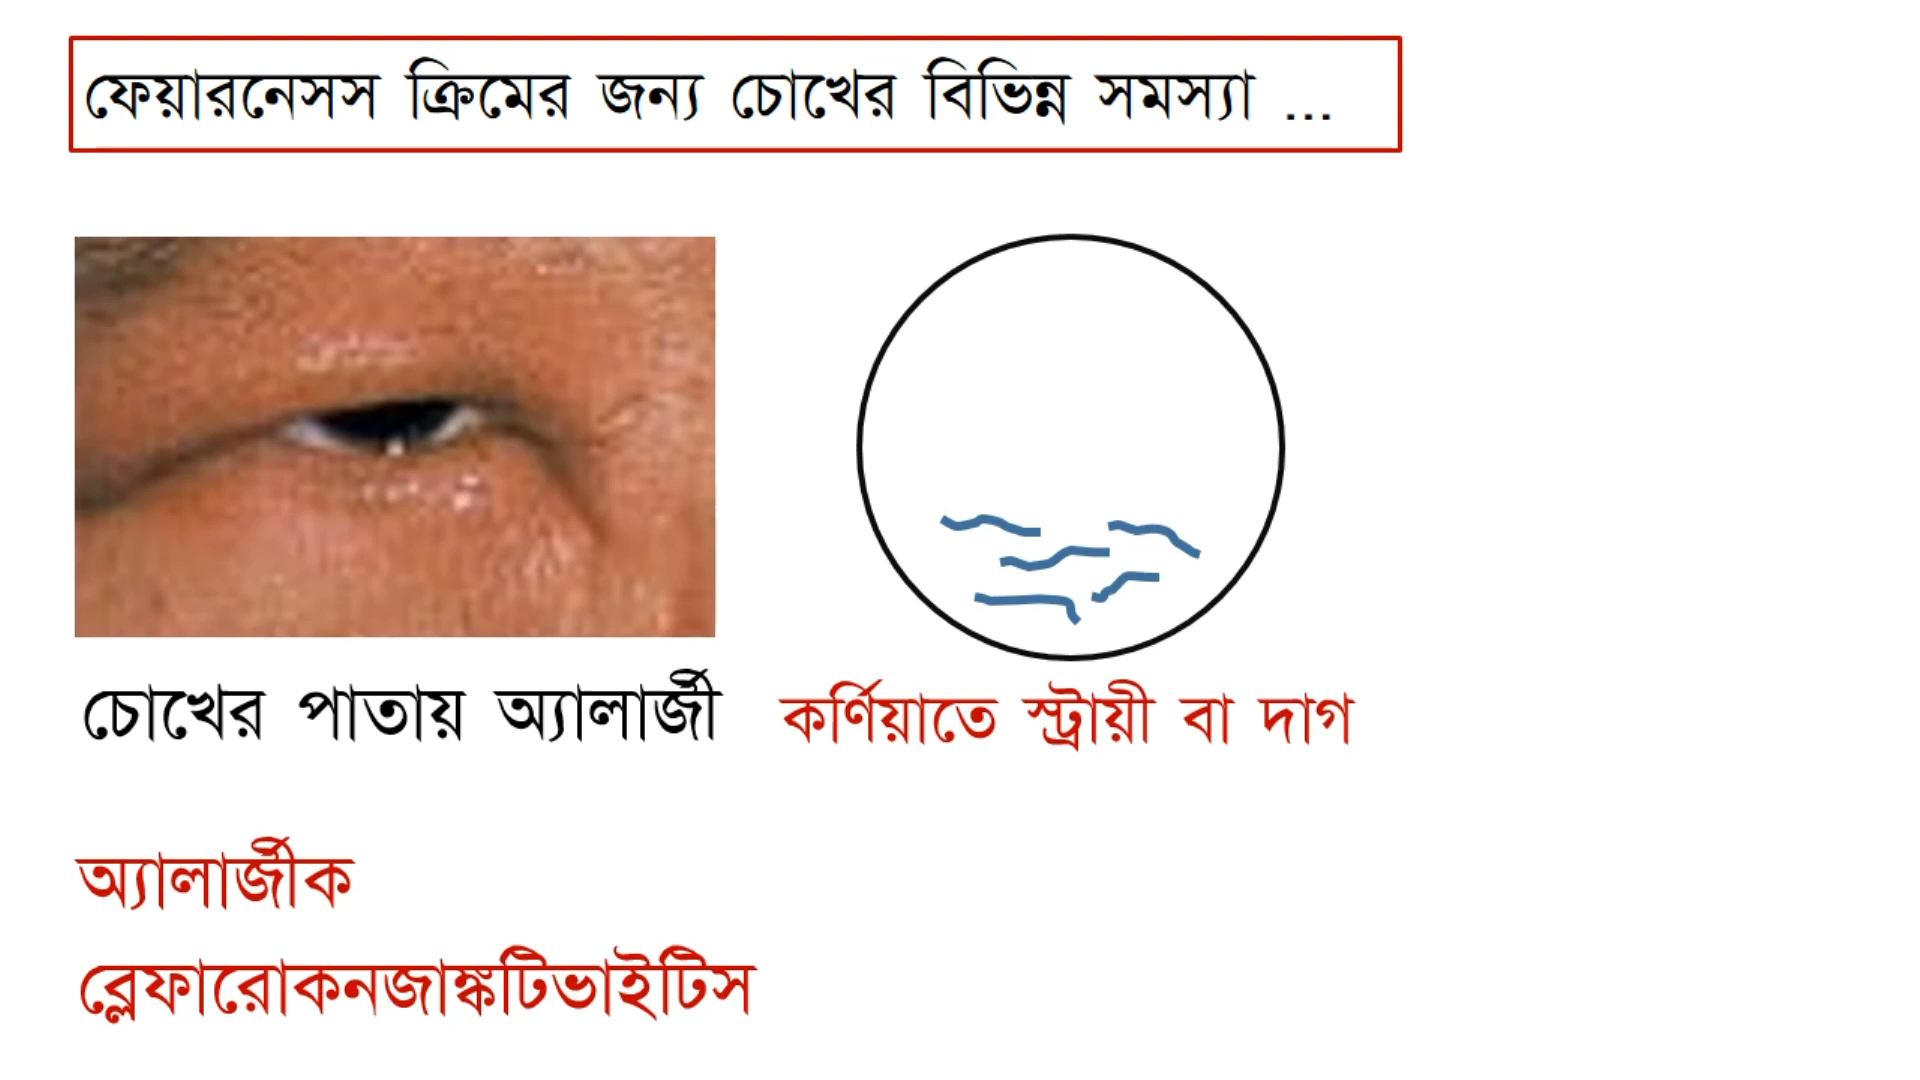 ফেয়ারনেসস ক্রিমের জন্য চোখের বিভিন্ন সমস্যা ...
চোখের পাতায় অ্যালার্জী
কর্ণিয়াতে স্ট্রায়ী বা দাগ
অ্যালার্জীক
ব্লেফারোকনজাঙ্কটিভাইটিস